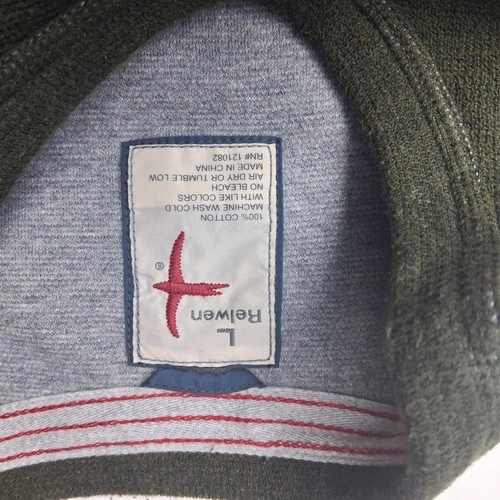 L
Relwen
®
100% COTTON
MACHINE WASH COLD
WITH LIKE COLORS
NO BLEACH
AIR DRY OR TUMBLE LOW
MADE IN CHINA
RN# 121082